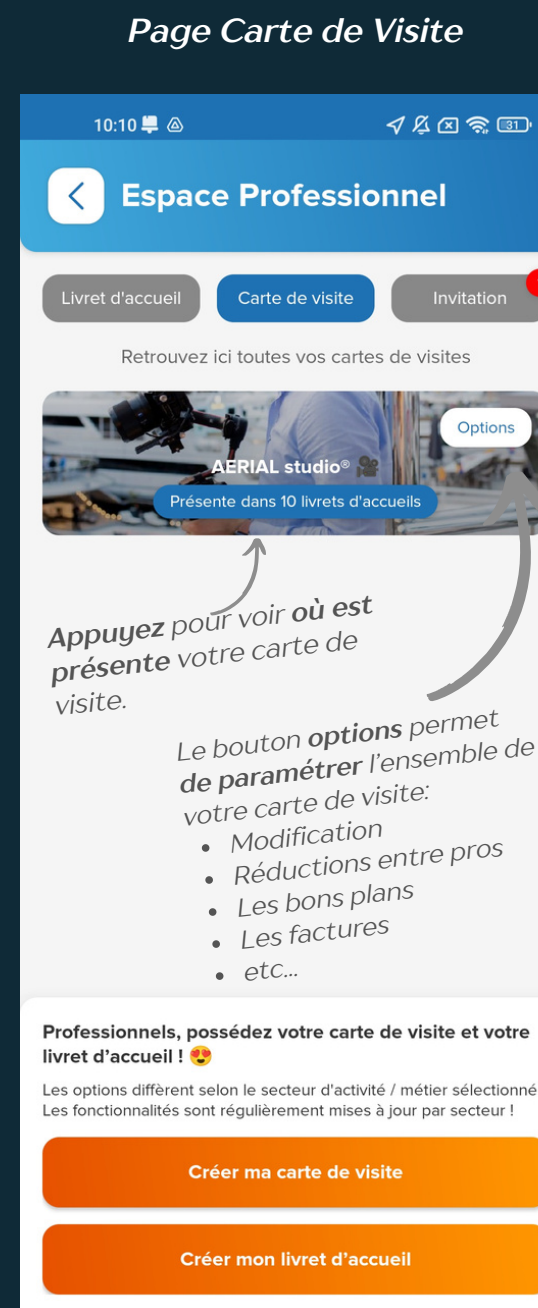 Page Carte de Visite
10:10
31
Espace Professionnel
Livret d'accueil
Carte de visite
Invitation
Retrouvez ici toutes vos cartes de visites
Options
AERIAL studio® 🎥
Présente dans 10 livrets d'accueils
Appuyez pour voir où est
présente votre carte de
visite.
Le bouton options permet
de paramétrer l'ensemble de
votre carte de visite:
• Modification
• Réductions entre pros
• Les bons plans
• Les factures
• etc...
Professionnels, possédez votre carte de visite et votre
livret d'accueil ! 😍
Les options diffèrent selon le secteur d'activité / métier sélectionné
Les fonctionnalités sont régulièrement mises à jour par secteur !
Créer ma carte de visite
Créer mon livret d'accueil